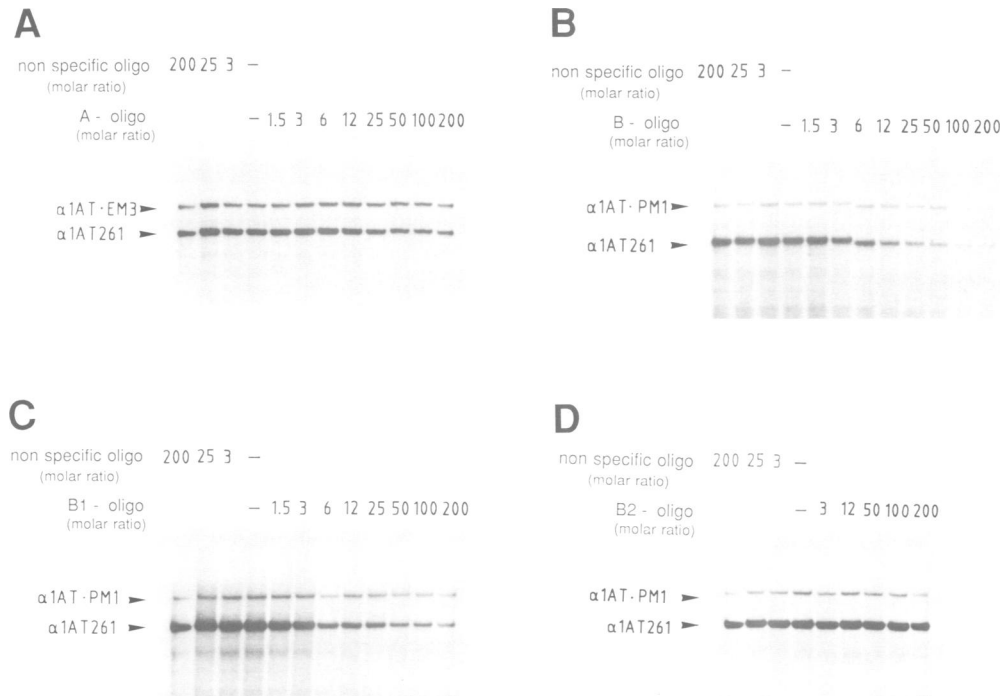 A
non specific oligo 200 25 3 –
(molar ratio)
A - oligo – 1.5 3 6 12 25 50 100 200
(molar ratio)
α1AT·EM3
α1AT261
B
non specific oligo 200 25 3 –
(molar ratio)
B - oligo – 1.5 3 6 12 25 50 100 200
(molar ratio)
α1AT·PM1
α1AT261
C
non specific oligo 200 25 3 –
(molar ratio)
B1 - oligo – 1.5 3 6 12 25 50 100 200
(molar ratio)
α1AT·PM1
α1AT261
D
non specific oligo 200 25 3 –
(molar ratio)
B2 - oligo – 3 12 50 100 200
(molar ratio)
α1AT·PM1
α1AT261